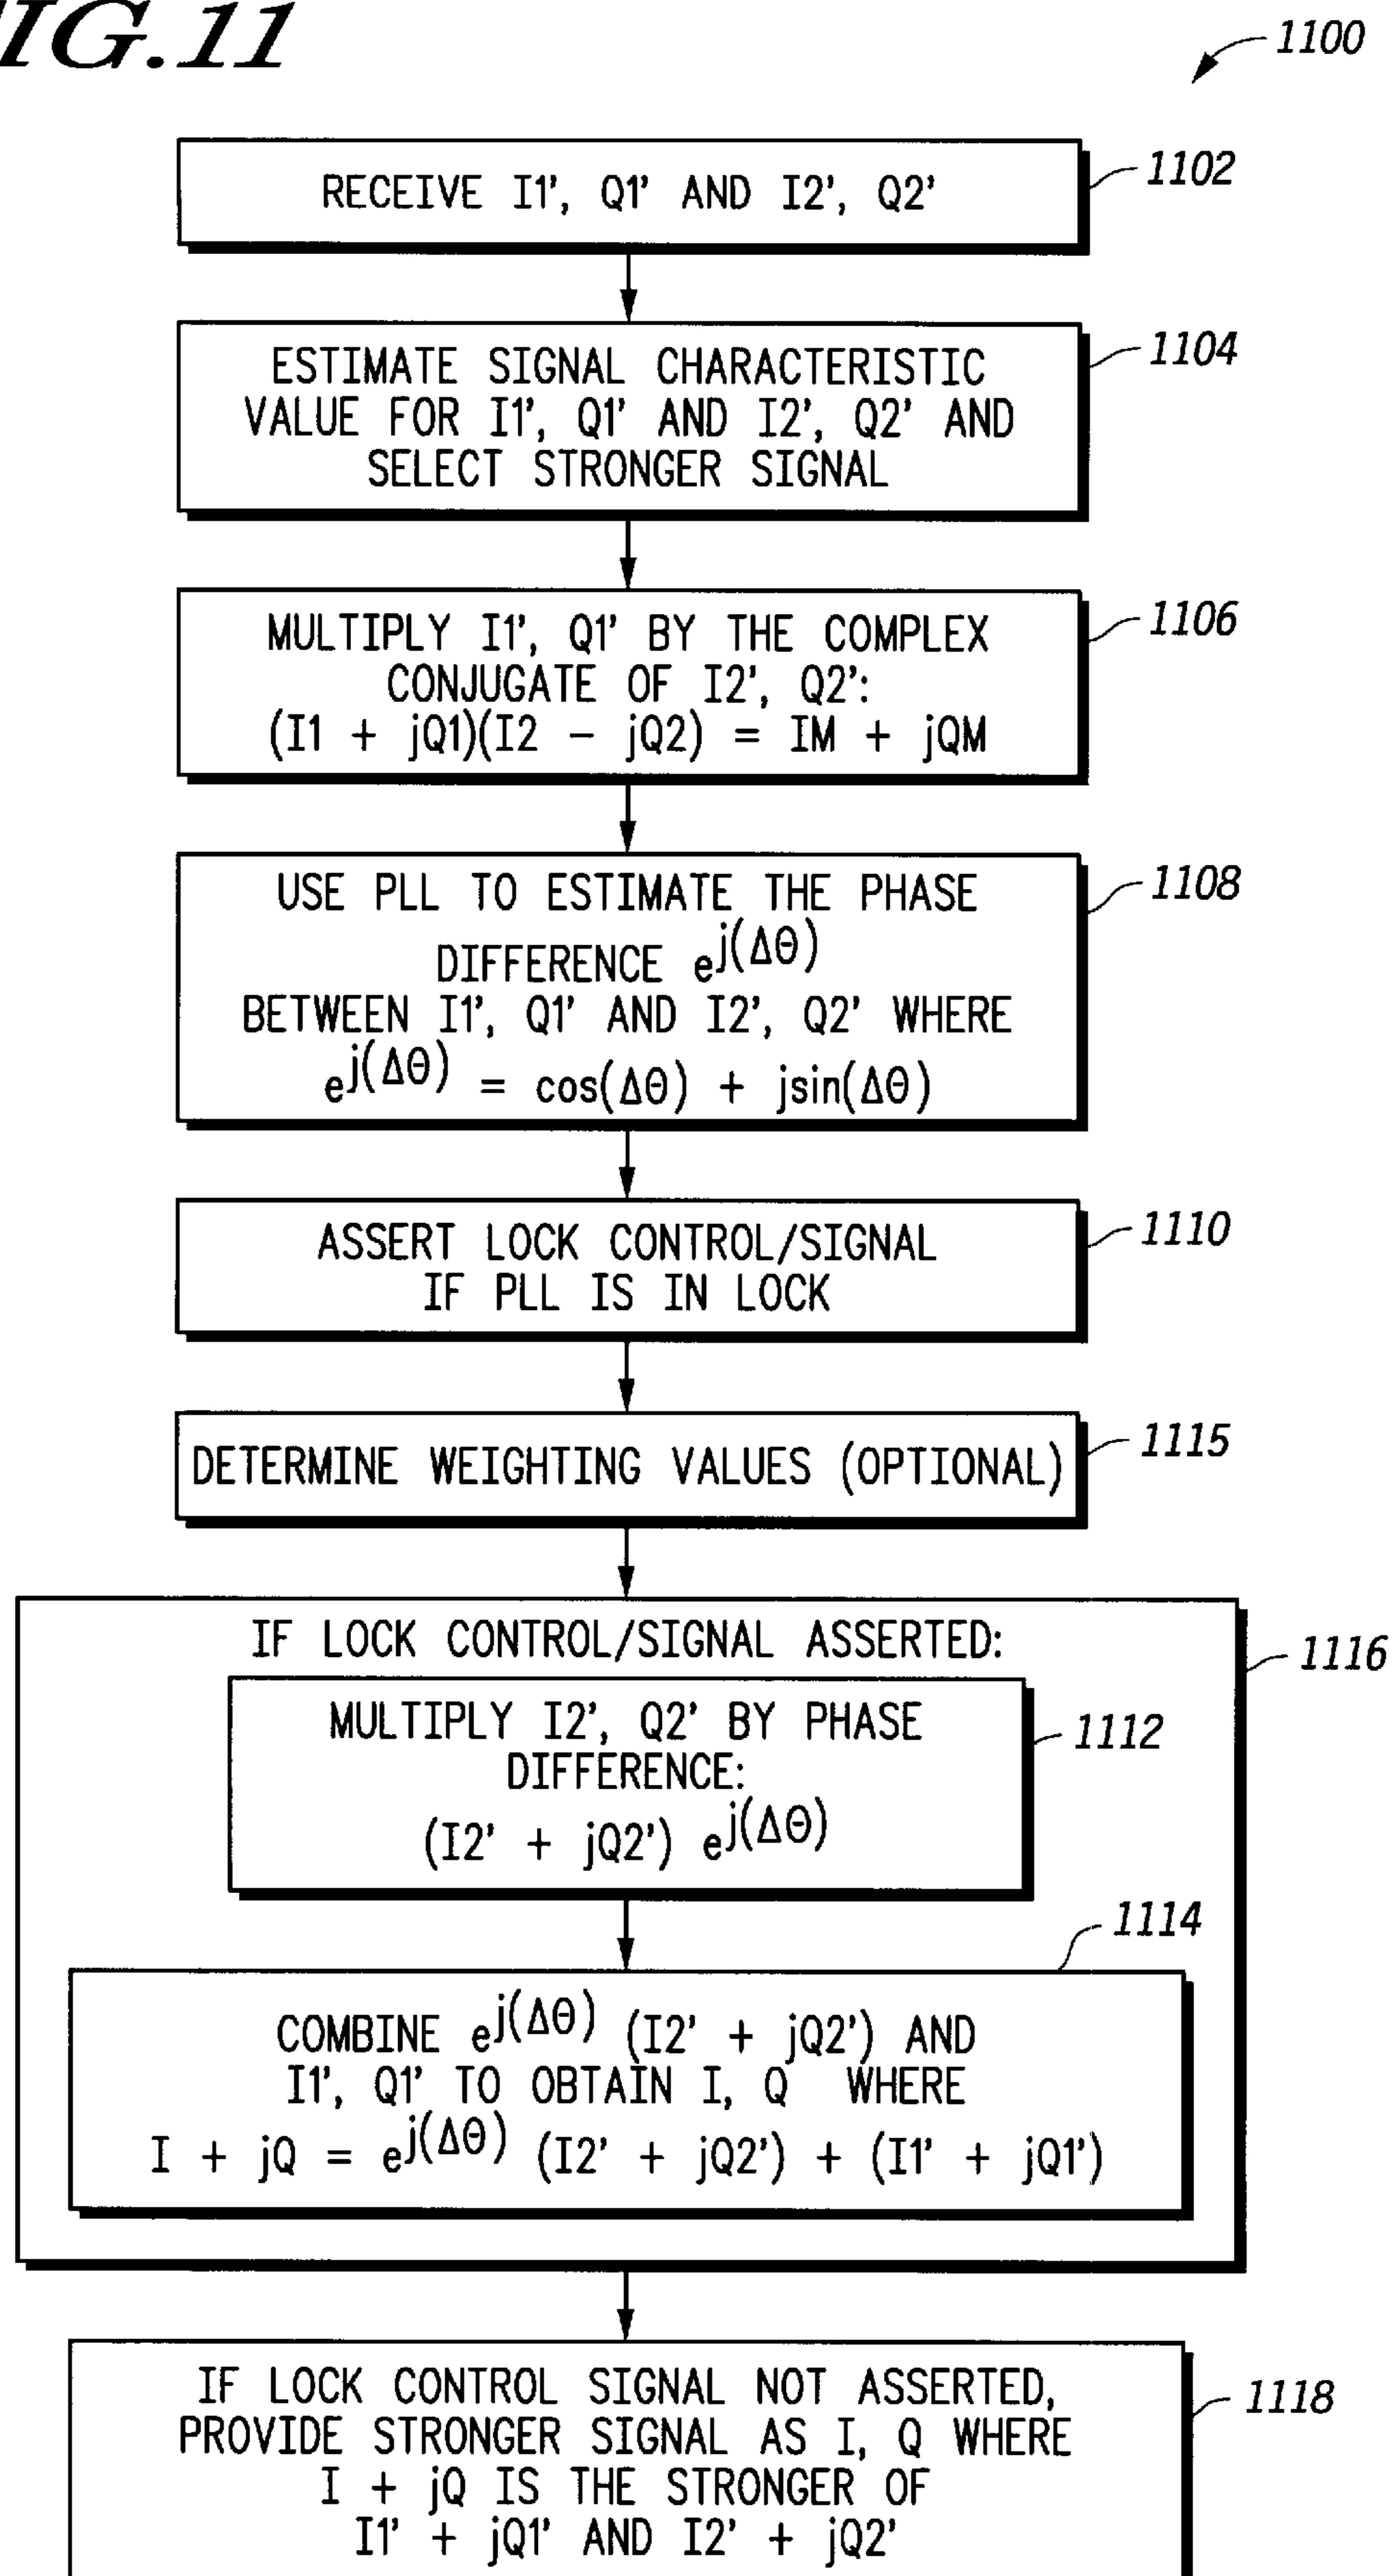 FIG.11
1100
RECEIVE I1', Q1' AND I2', Q2'
1102
ESTIMATE SIGNAL CHARACTERISTIC
VALUE FOR I1', Q1' AND I2', Q2' AND
SELECT STRONGER SIGNAL
1104
MULTIPLY I1', Q1' BY THE COMPLEX
CONJUGATE OF I2', Q2':
(I1 + jQ1)(I2 - jQ2) = IM + jQM
1106
USE PLL TO ESTIMATE THE PHASE
DIFFERENCE e^j(ΔΘ)
BETWEEN I1', Q1' AND I2', Q2' WHERE
e^j(ΔΘ) = cos(ΔΘ) + jsin(ΔΘ)
1108
ASSERT LOCK CONTROL/SIGNAL
IF PLL IS IN LOCK
1110
DETERMINE WEIGHTING VALUES (OPTIONAL)
1115
IF LOCK CONTROL/SIGNAL ASSERTED:
1116
MULTIPLY I2', Q2' BY PHASE
DIFFERENCE:
(I2' + jQ2') e^j(ΔΘ)
1112
1114
COMBINE e^j(ΔΘ) (I2' + jQ2') AND
I1', Q1' TO OBTAIN I, Q WHERE
I + jQ = e^j(ΔΘ) (I2' + jQ2') + (I1' + jQ1')
IF LOCK CONTROL SIGNAL NOT ASSERTED,
PROVIDE STRONGER SIGNAL AS I, Q WHERE
I + jQ IS THE STRONGER OF
I1' + jQ1' AND I2' + jQ2'
1118